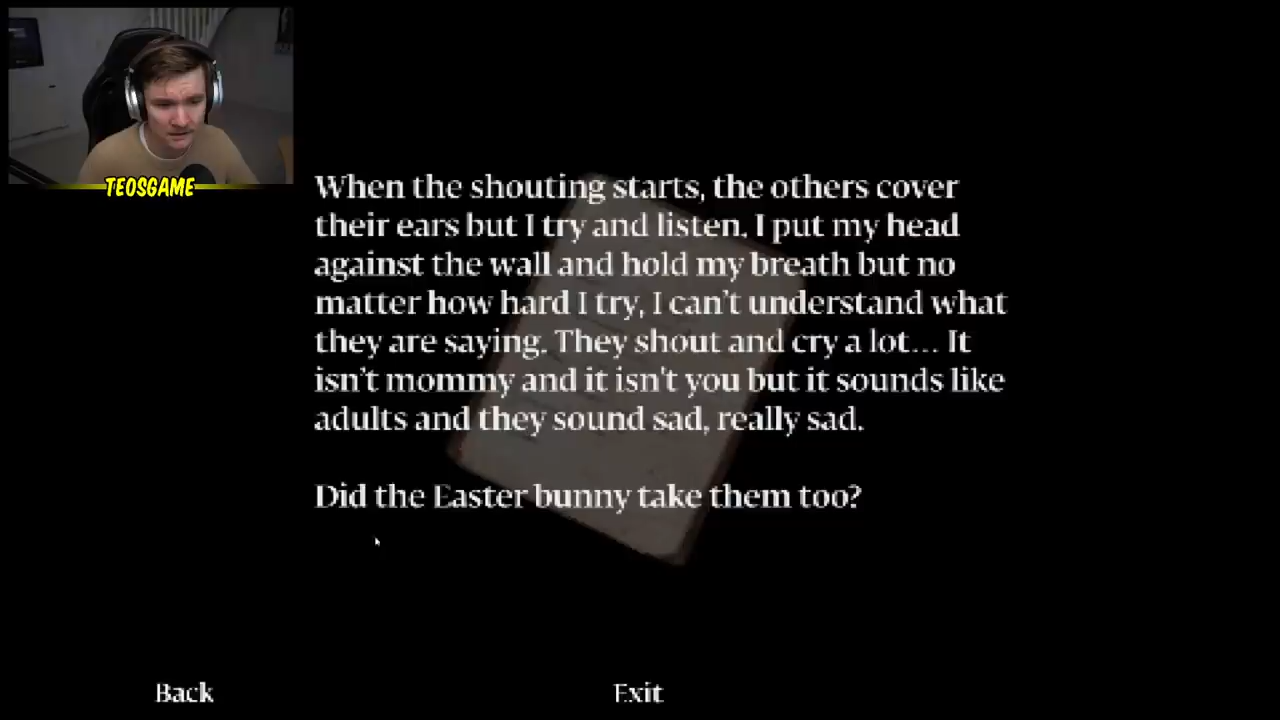 TEOSGAME
When the shouting starts, the others cover
their ears but I try and listen. I put my head
against the wall and hold my breath but no
matter how hard I try, I can't understand what
they are saying. They shout and cry a lot... It
isn't mommy and it isn't you but it sounds like
adults and they sound sad, really sad.
Did the Easter bunny take them too?
Back
Exit